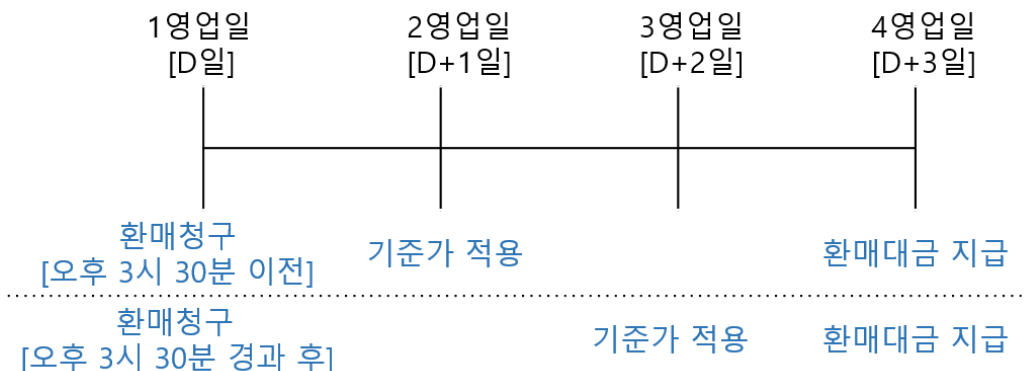 1영업일 2영업일 3영업일 4영업일
[D일] [D+1일] [D+2일] [D+3일]
환매청구
[오후 3시 30분 이전]
기준가 적용
환매대금 지급
환매청구
[오후 3시 30분 경과 후]
기준가 적용
환매대금 지급